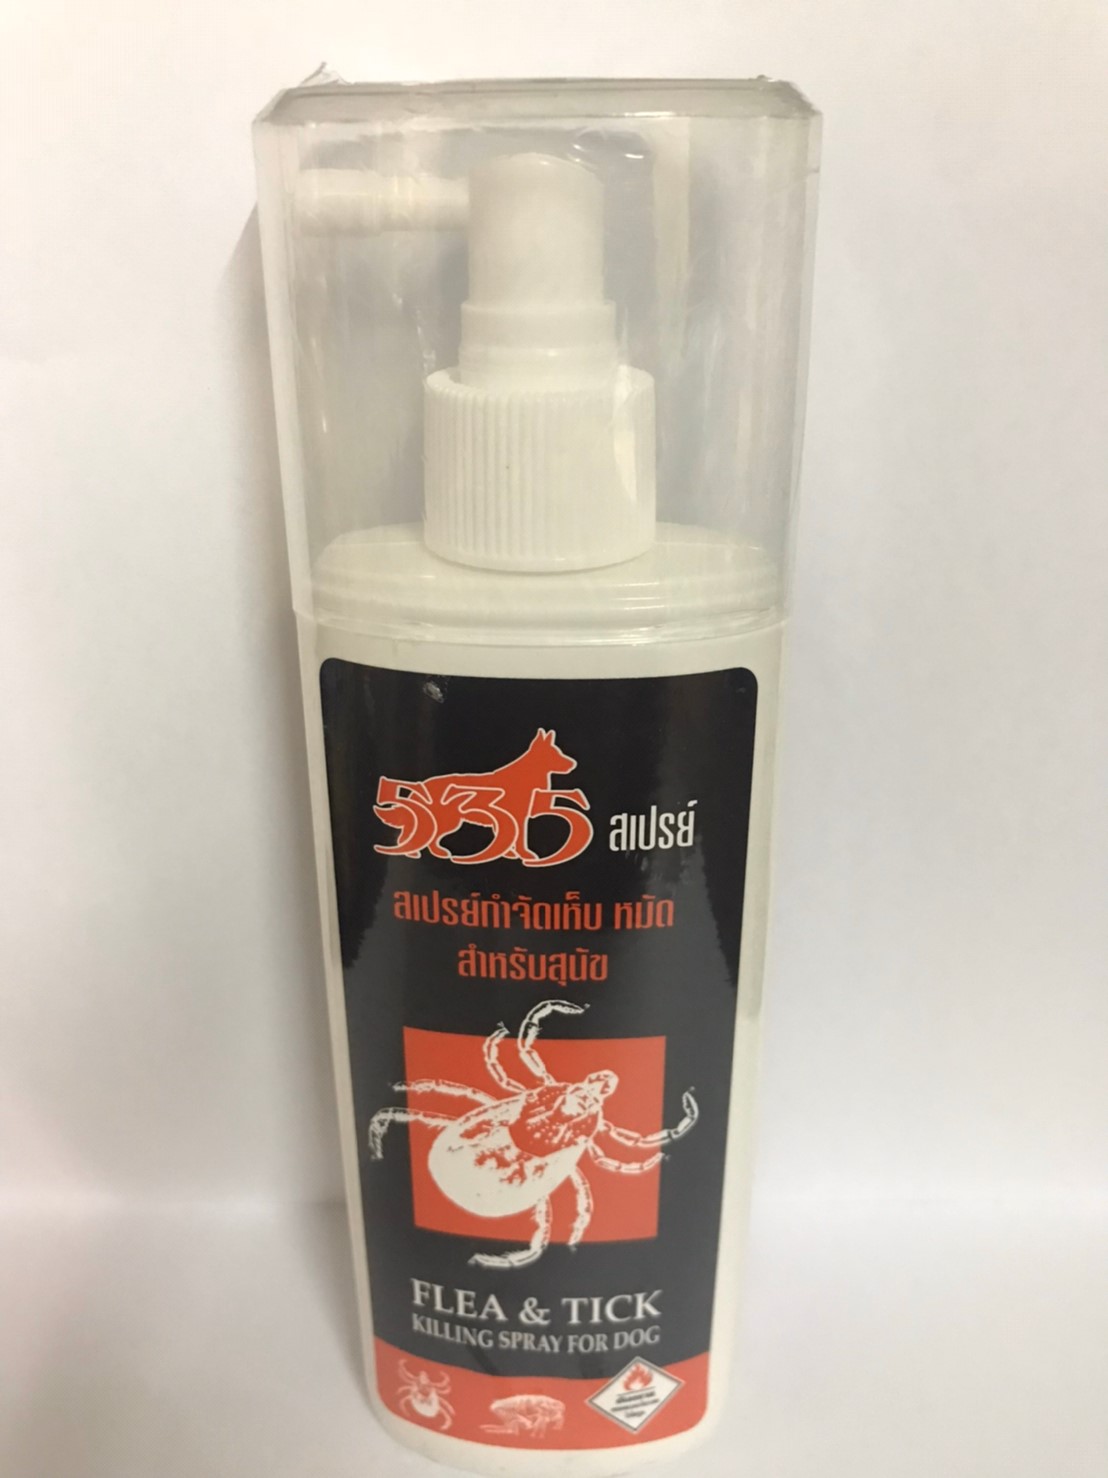 535 สเปรย์
สเปรย์กำจัดเห็บ หมัด
สำหรับสุนัข
FLEA & TICK
KILLING SPRAY FOR DOG